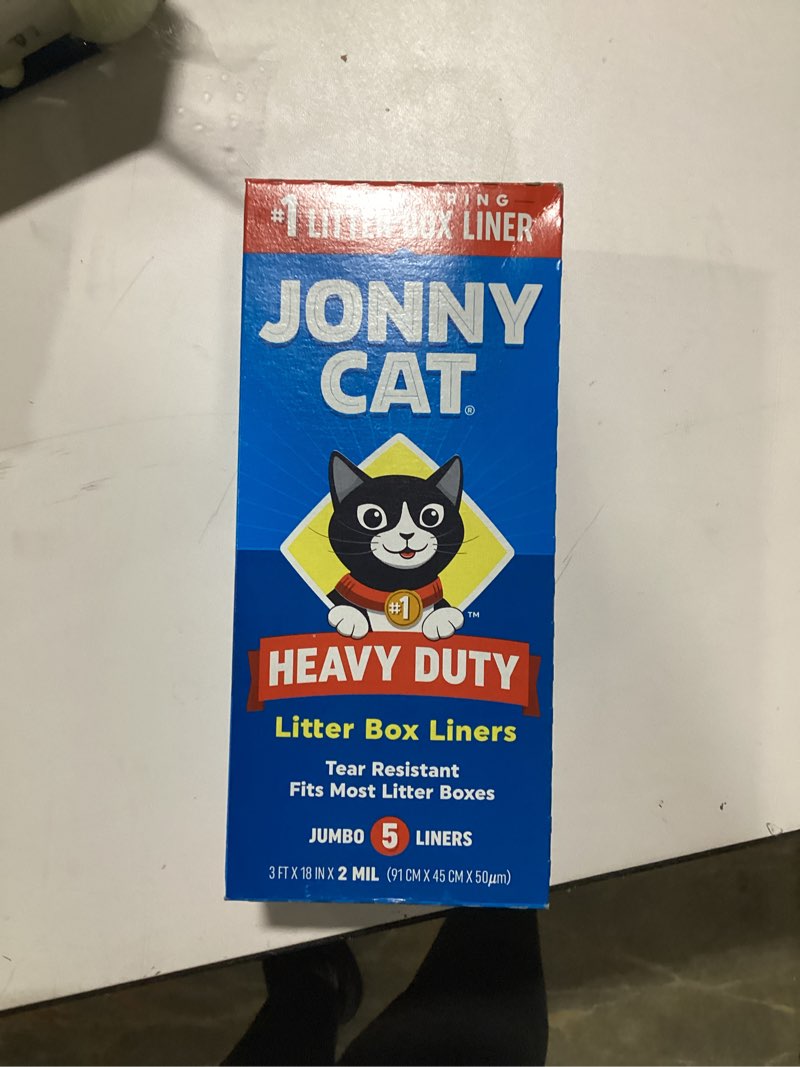 #1 LITTER BOX LINER
JONNY
CAT®
#1
TM
HEAVY DUTY
Litter Box Liners
Tear Resistant
Fits Most Litter Boxes
JUMBO 5 LINERS
3 FT X 18 IN X 2 MIL (91 CM X 45 CM X 50μm)